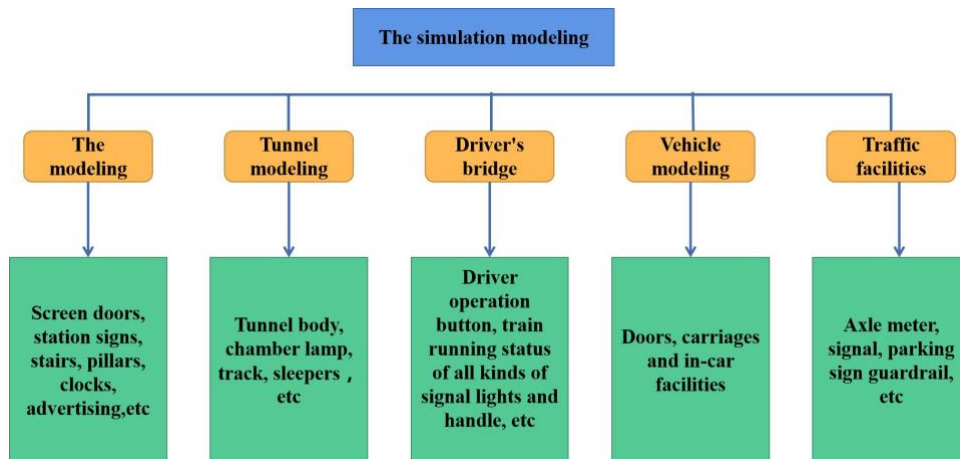 The simulation modeling
The
modeling
Tunnel
modeling
Driver's
bridge
Vehicle
modeling
Traffic
facilities
Screen doors,
station signs,
stairs, pillars,
clocks,
advertising,etc
Tunnel body,
chamber lamp,
track, sleepers ,
etc
Driver
operation
button, train
running status
of all kinds of
signal lights and
handle, etc
Doors, carriages
and in-car
facilities
Axle meter,
signal, parking
sign guardrail,
etc